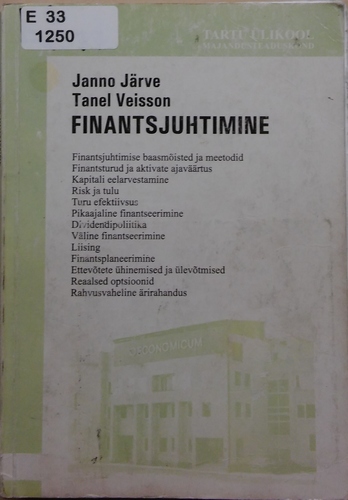 E 33
1250
TARTU ÜLIKOOL
MAJANDUSTEADUSKOND
Janno Järve
Tanel Veisson
FINANTSJUHTIMINE
Finantsjuhtimise baasmõisted ja meetodid
Finantsturud ja aktivate ajaväärtus
Kapitali eelarvestamine
Risk ja tulu
Turu efektiivsus
Pikaajaline finantseerimine
Dividendipoliitika
Väline finantseerimine
Liising
Finantsplaneerimine
Ettevõtete ühinemised ja ülevõtmised
Reaalsed optsioonid
Rahvusvaheline ärirahandus
OECONOMICUM